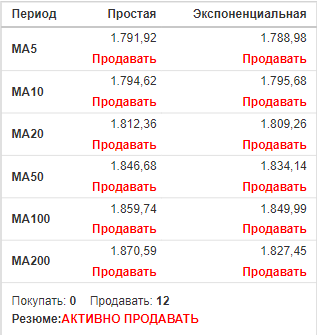 Период Простая Экспоненциальная
MA5 1.791,92 1.788,98
Продавать Продавать
MA10 1.794,62 1.795,68
Продавать Продавать
MA20 1.812,36 1.809,26
Продавать Продавать
MA50 1.846,68 1.834,14
Продавать Продавать
MA100 1.859,74 1.849,99
Продавать Продавать
MA200 1.870,59 1.827,45
Продавать Продавать
Покупать: 0 Продавать: 12
Резюме:АКТИВНО ПРОДАВАТЬ